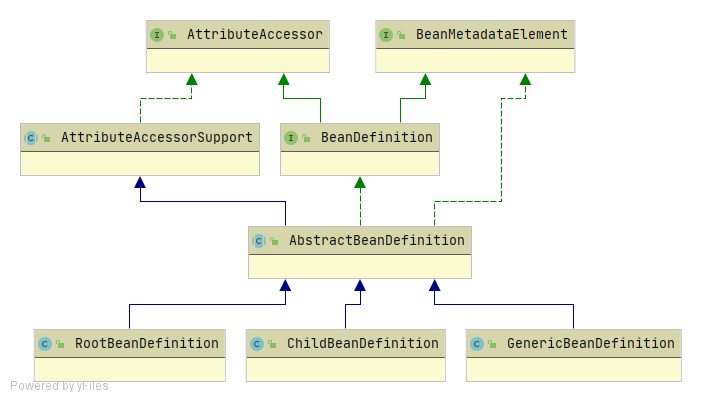 I AttributeAccessor
I BeanMetadataElement
C AttributeAccessorSupport
I BeanDefinition
C AbstractBeanDefinition
C RootBeanDefinition
C ChildBeanDefinition
C GenericBeanDefinition
Powered by yFiles